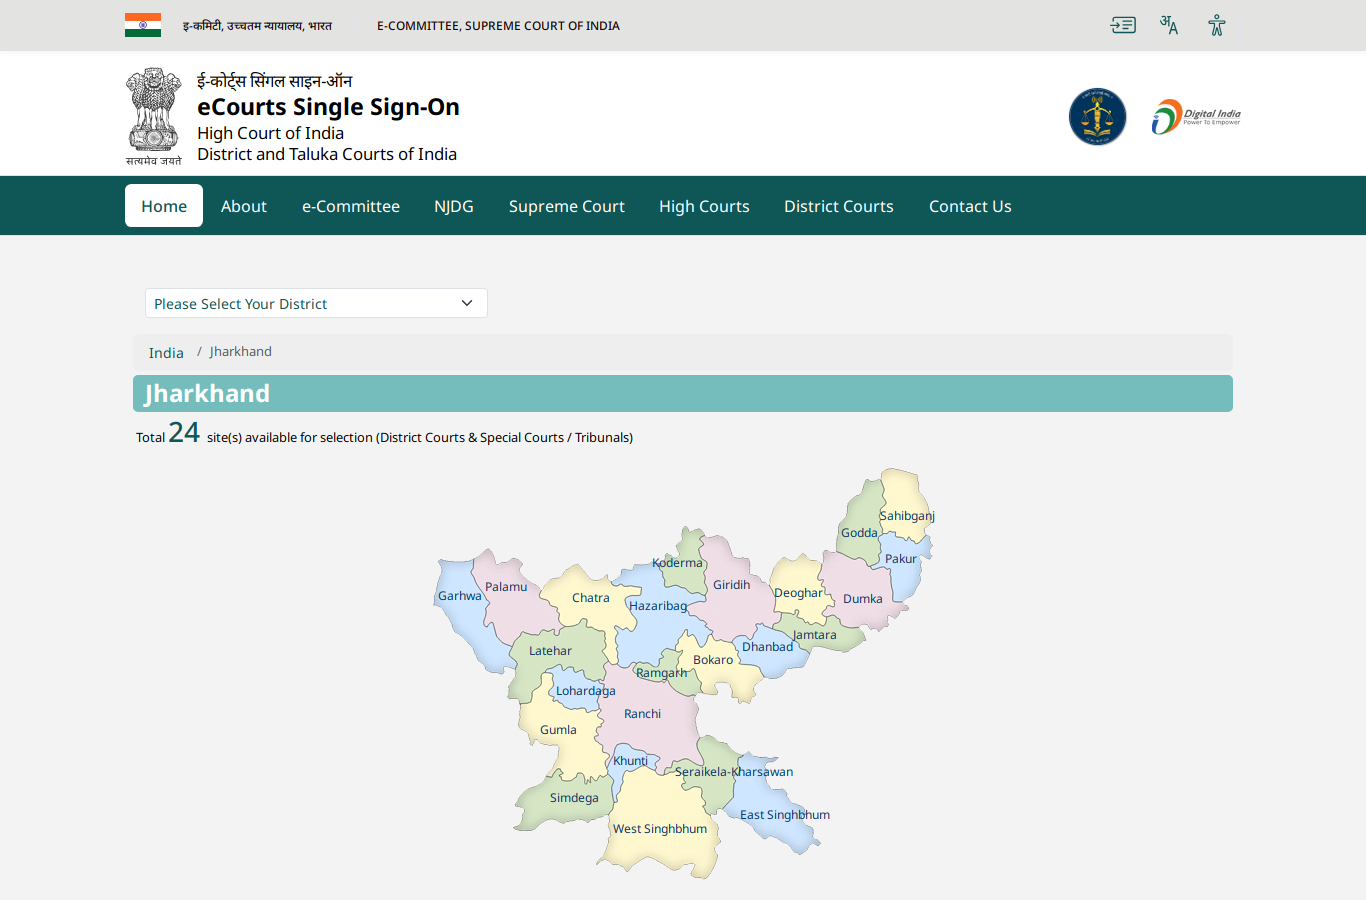 इ-कमिटी, उच्चतम न्यायालय, भारत
E-COMMITTEE, SUPREME COURT OF INDIA
अ A
ई-कोर्ट्स सिंगल साइन-ऑन
eCourts Single Sign-On
High Court of India
District and Taluka Courts of India
सत्यमेव जयते
Digital India
Power To Empower
Home
About
e-Committee
NJDG
Supreme Court
High Courts
District Courts
Contact Us
Please Select Your District
India / Jharkhand
Jharkhand
Total 24 site(s) available for selection (District Courts & Special Courts / Tribunals)
Sahibganj
Godda
Pakur
Koderma
Giridih
Palamu
Garhwa
Chatra
Hazaribag
Deoghar
Dumka
Jamtara
Dhanbad
Latehar
Bokaro
Ramgarh
Lohardaga
Ranchi
Gumla
Khunti
Seraikela-Kharsawan
Simdega
East Singhbhum
West Singhbhum